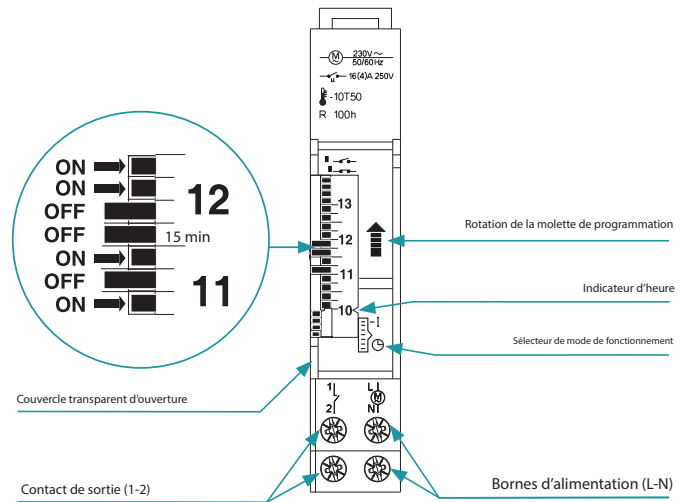 230V~
50/60Hz
M
µ
16(4)A 250V
-10T50
R 100h
ON
ON
OFF
OFF
ON
OFF
ON
12
15 min
11
13
12
11
10
I
Rotation de la molette de programmation
Indicateur d'heure
Sélecteur de mode de fonctionnement
Couvercle transparent d'ouverture
1
2
L
M
N
Contact de sortie (1-2)
Bornes d'alimentation (L-N)